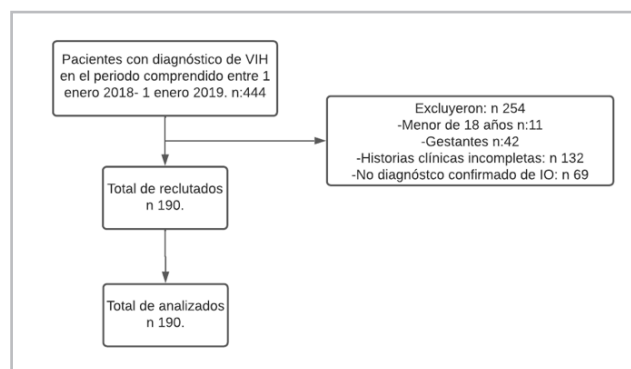 Pacientes con diagnóstico de VIH
en el periodo comprendido entre 1
enero 2018- 1 enero 2019. n:444
Excluyeron: n 254
-Menor de 18 años n:11
-Gestantes n:42
-Historias clínicas incompletas: n 132
-No diagnóstco confirmado de IO: n 69
Total de reclutados
n 190.
Total de analizados
n 190.